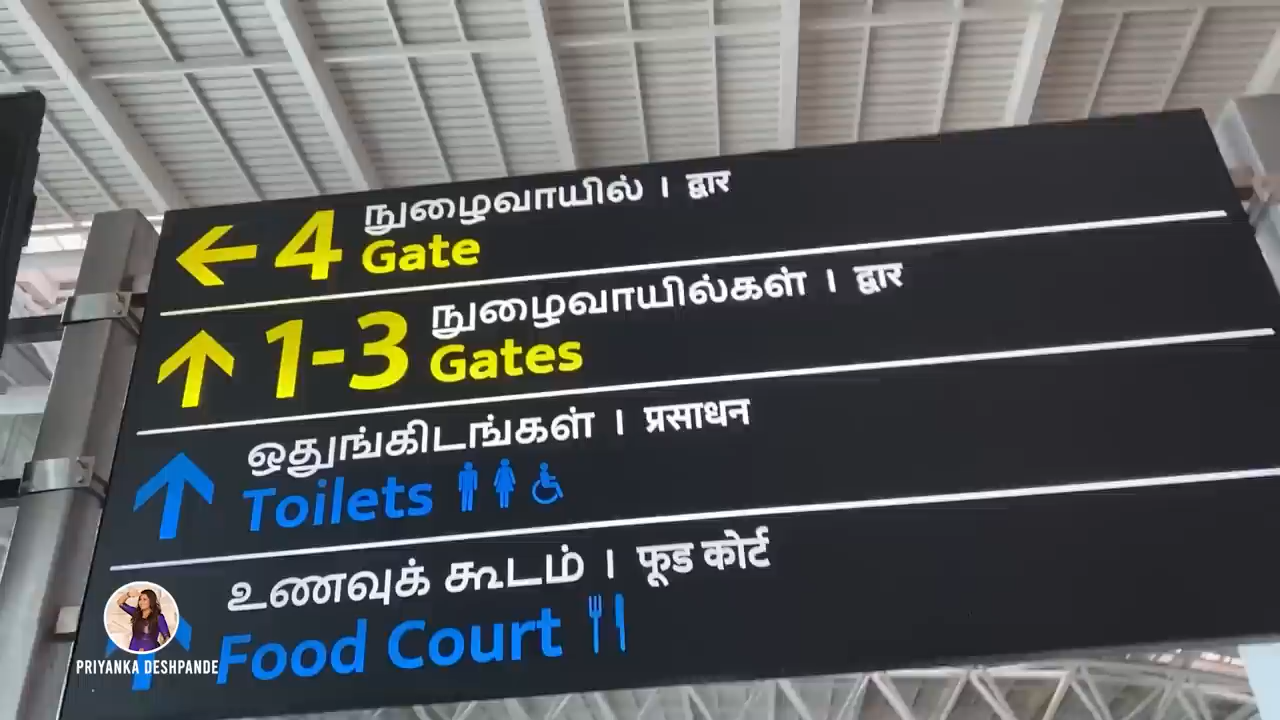 4 நுழைவாயில் | द्वार
Gate
1-3 நுழைவாயில்கள் | द्वार
Gates
ஒதுங்கிடங்கள் | प्रसाधन
Toilets
உணவுக் கூடம் | फूड कोर्ट
Food Court
PRIYANKA DESHPANDE